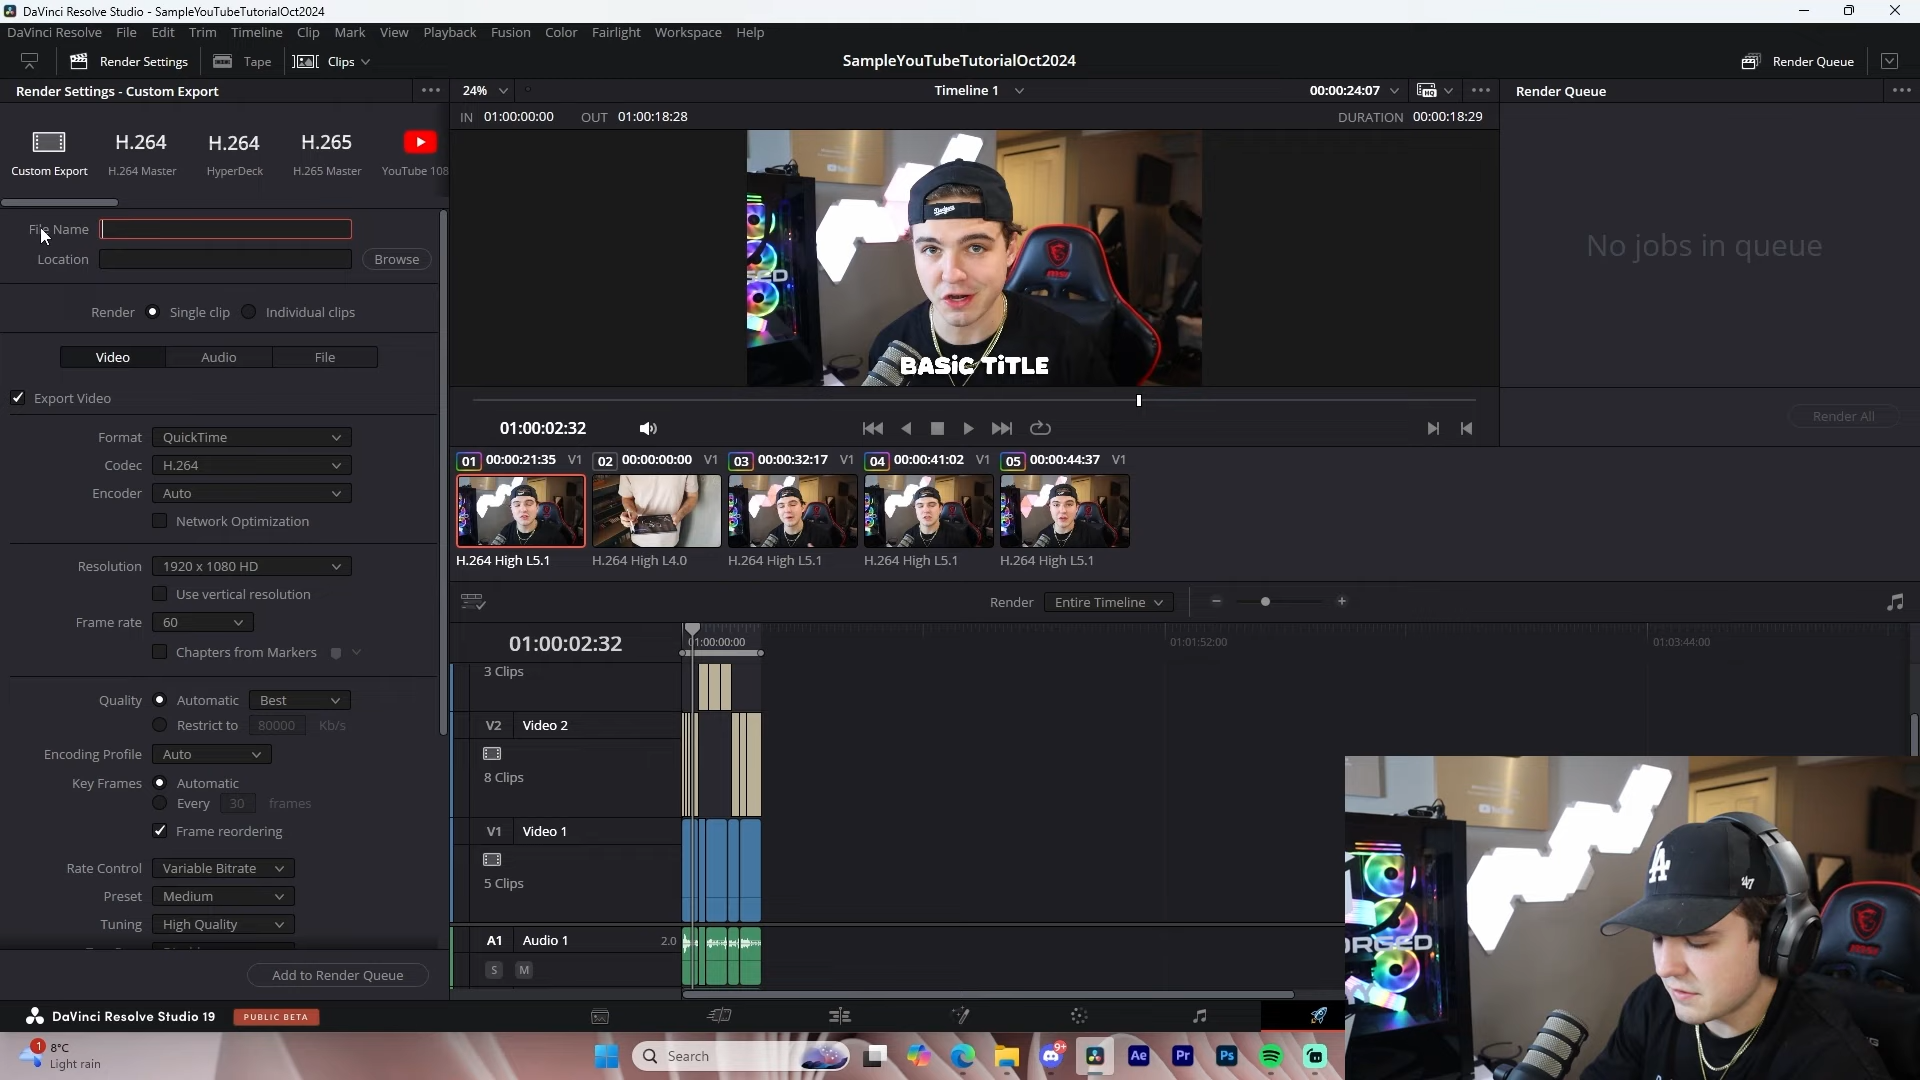 DaVinci Resolve Studio - SampleYouTubeTutorialOct2024
DaVinci Resolve File Edit Trim Timeline Clip Mark View Playback Fusion Color Fairlight Workspace Help
Render Settings Tape Clips SampleYouTubeTutorialOct2024 Render Queue
Render Settings - Custom Export 24% Timeline 1 00:00:24:07 Render Queue
IN 01:00:00:00 OUT 01:00:18:28 DURATION 00:00:18:29
H.264 H.264 H.265
Custom Export H.264 Master HyperDeck H.265 Master YouTube 108
File Name
Location Browse
No jobs in queue
Render Single clip Individual clips
Video Audio File
BASiC TiTLE
Export Video
Render All
01:00:02:32
Format QuickTime
Codec H.264
Encoder Auto
Network Optimization
01 00:00:21:35 V1 02 00:00:00:00 V1 03 00:00:32:17 V1 04 00:00:41:02 V1 05 00:00:44:37 V1
H.264 High L5.1 H.264 High L4.0 H.264 High L5.1 H.264 High L5.1 H.264 High L5.1
Resolution 1920 x 1080 HD
Use vertical resolution
Render Entire Timeline
Frame rate 60
Chapters from Markers
01:00:02:32 01:00:00:00 01:01:52:00 01:03:44:00
3 Clips
Quality Automatic Best
Restrict to 80000 Kb/s
V2 Video 2
Encoding Profile Auto
8 Clips
Key Frames Automatic
Every 30 frames
Frame reordering
V1 Video 1
Rate Control Variable Bitrate
5 Clips
Preset Medium
Tuning High Quality
A1 Audio 1 2.0
S M
Add to Render Queue
DaVinci Resolve Studio 19 PUBLIC BETA
1 8°C
Light rain
Search
9+
Ae Pr Ps
LA
47